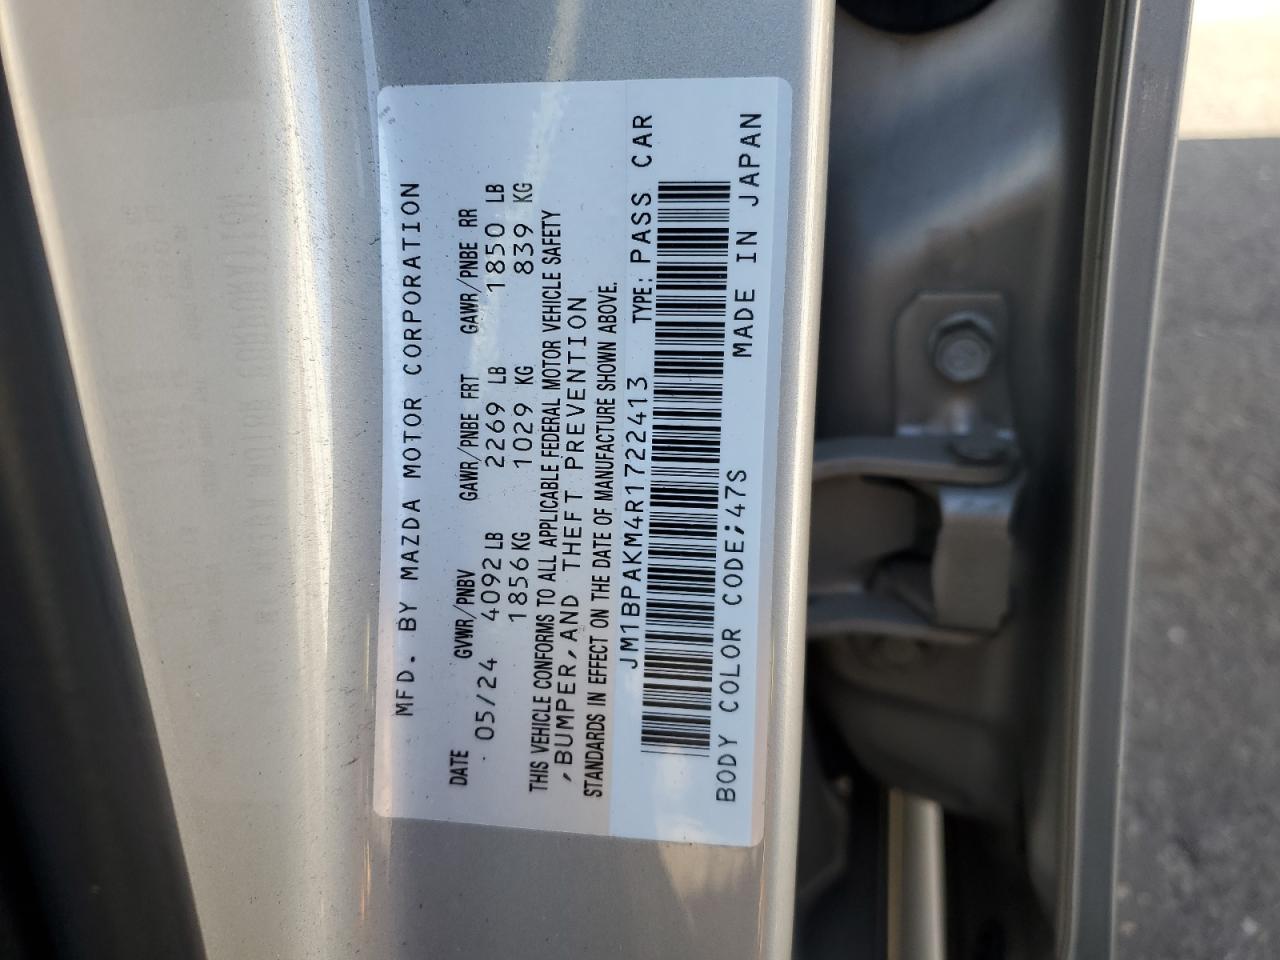 MFD. BY MAZDA MOTOR CORPORATION
DATE GVWR/PNBV GAWR/PNBE FRT GAWR/PNBE RR
05/24 4092 LB 2269 LB 1850 LB
1856 KG 1029 KG 839 KG
THIS VEHICLE CONFORMS TO ALL APPLICABLE FEDERAL MOTOR VEHICLE SAFETY
,BUMPER,AND THEFT PREVENTION
STANDARDS IN EFFECT ON THE DATE OF MANUFACTURE SHOWN ABOVE.
JM1BPAKM4R1722413 TYPE: PASS CAR
BODY COLOR CODE;47S MADE IN JAPAN